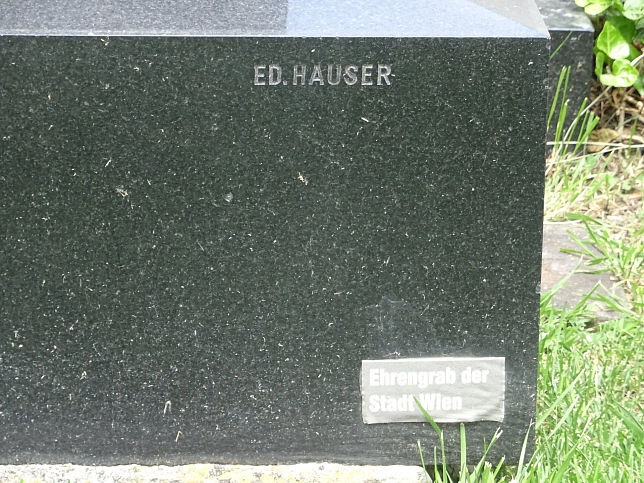 ED. HAUSER
Ehrengrab der
Stadt Wien